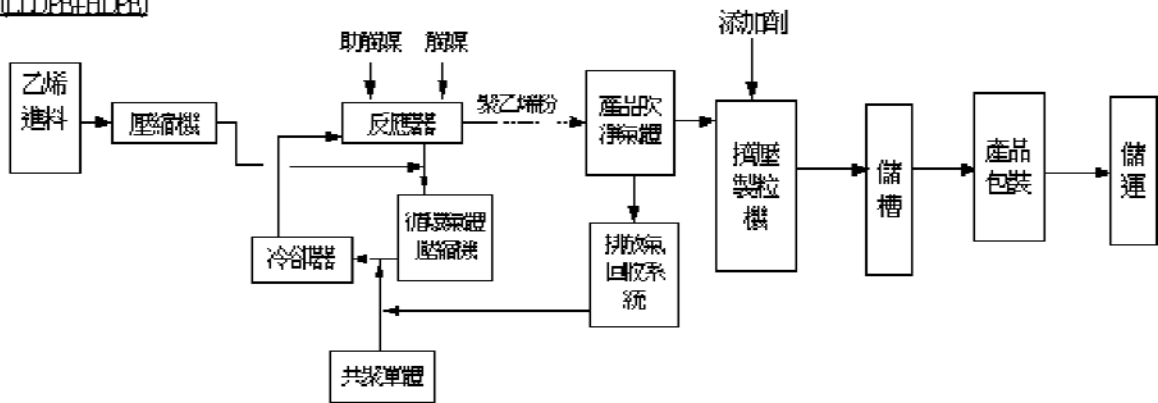 添加劑
助觸媒 觸媒
乙烯
進料
壓縮機
反應器
聚乙烯粉
產品吹
淨氣體
擠壓
製粒
機
儲
槽
產品
包裝
儲
運
循環氣體
壓縮機
冷卻器
排放氣
回收系
統
共聚單體